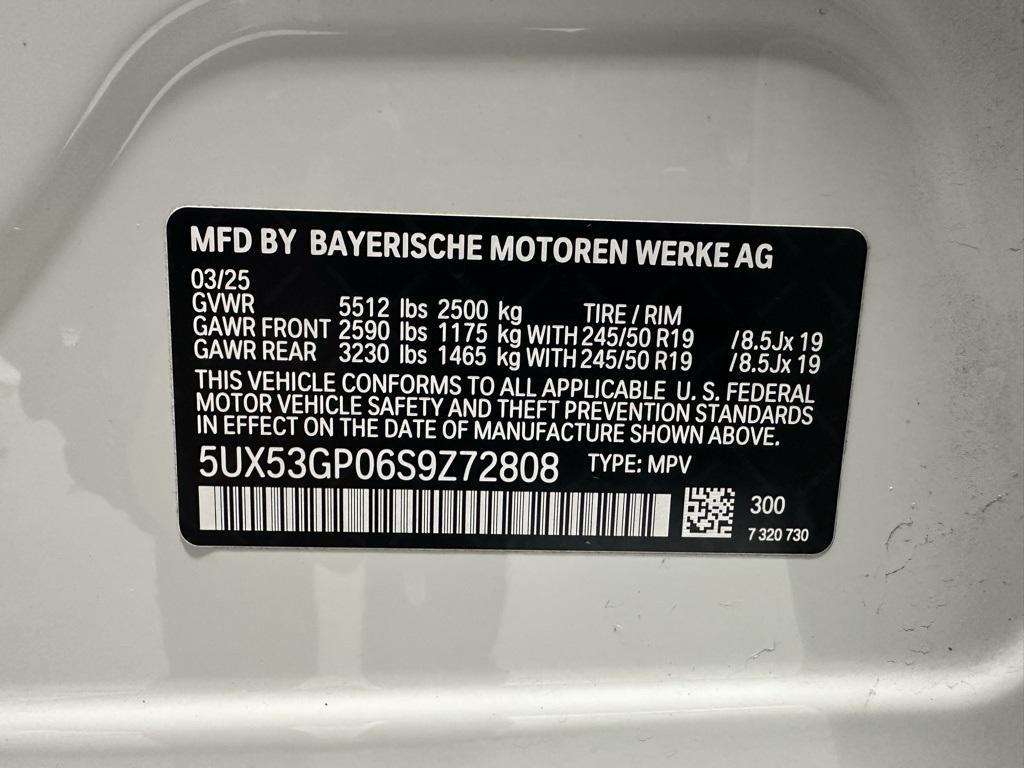 MFD BY BAYERISCHE MOTOREN WERKE AG
03/25
GVWR 5512 lbs 2500 kg TIRE / RIM
GAWR FRONT 2590 lbs 1175 kg WITH 245/50 R19 /8.5Jx 19
GAWR REAR 3230 lbs 1465 kg WITH 245/50 R19 /8.5Jx 19
THIS VEHICLE CONFORMS TO ALL APPLICABLE U. S. FEDERAL
MOTOR VEHICLE SAFETY AND THEFT PREVENTION STANDARDS
IN EFFECT ON THE DATE OF MANUFACTURE SHOWN ABOVE.
5UX53GP06S9Z72808 TYPE: MPV
300
7 320 730